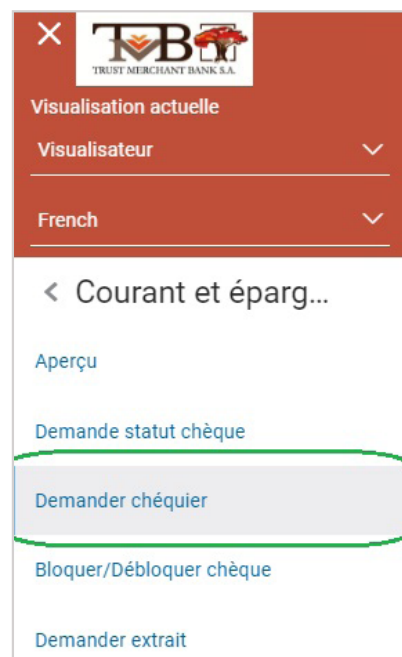 TMB
TRUST MERCHANT BANK S.A.
Visualisation actuelle
Visualisateur
French
Courant et éparg...
Aperçu
Demande statut chèque
Demander chéquier
Bloquer/Débloquer chèque
Demander extrait